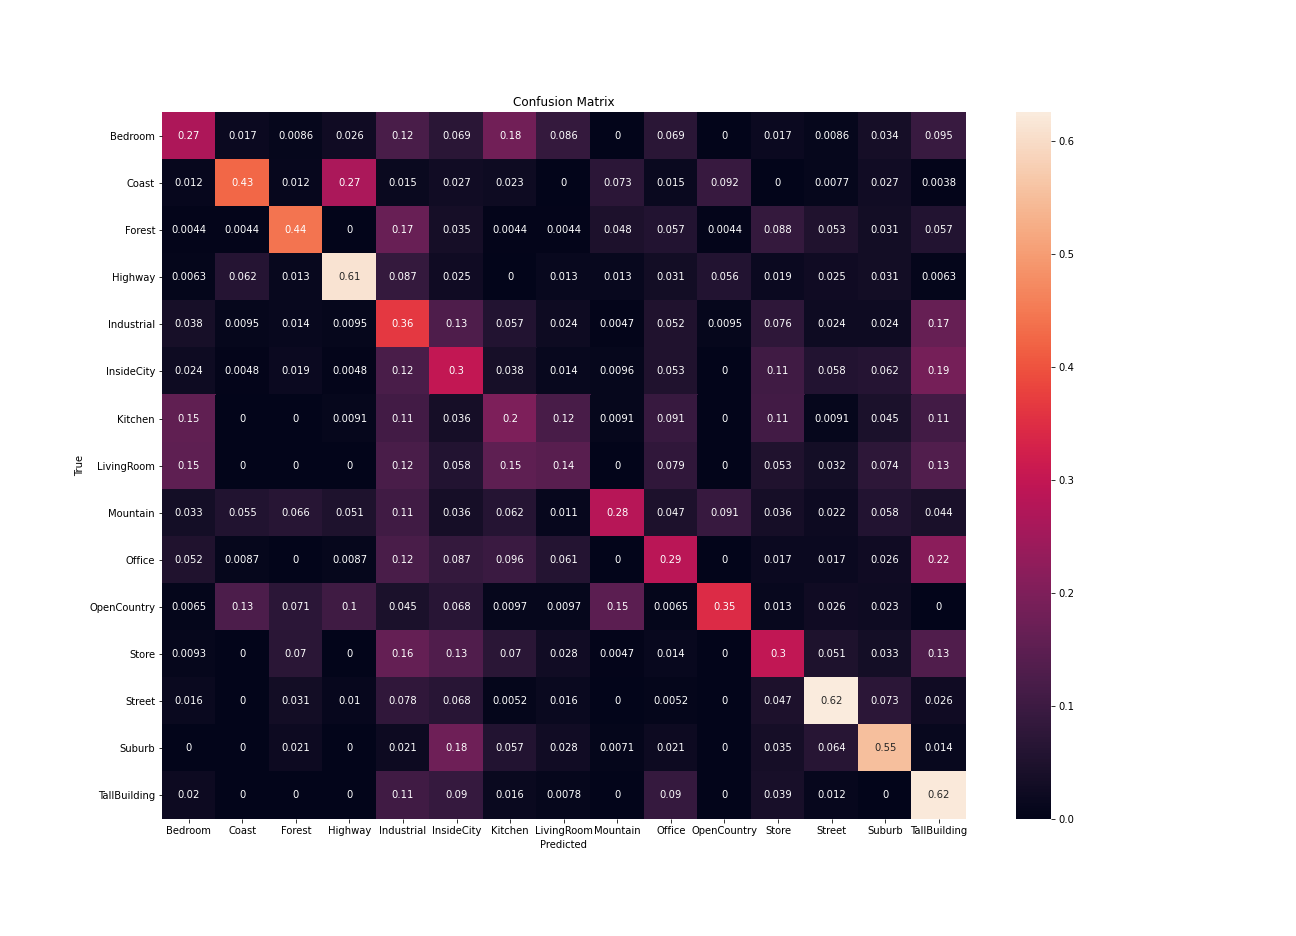 Confusion Matrix
Bedroom 0.27 0.017 0.0086 0.026 0.12 0.069 0.18 0.086 0 0.069 0 0.017 0.0086 0.034 0.095
Coast 0.012 0.43 0.012 0.27 0.015 0.027 0.023 0 0.073 0.015 0.092 0 0.0077 0.027 0.0038
Forest 0.0044 0.0044 0.44 0 0.17 0.035 0.0044 0.0044 0.048 0.057 0.0044 0.088 0.053 0.031 0.057
Highway 0.0063 0.062 0.013 0.61 0.087 0.025 0 0.013 0.013 0.031 0.056 0.019 0.025 0.031 0.0063
Industrial 0.038 0.0095 0.014 0.0095 0.36 0.13 0.057 0.024 0.0047 0.052 0.0095 0.076 0.024 0.024 0.17
InsideCity 0.024 0.0048 0.019 0.0048 0.12 0.3 0.038 0.014 0.0096 0.053 0 0.11 0.058 0.062 0.19
Kitchen 0.15 0 0 0.0091 0.11 0.036 0.2 0.12 0.0091 0.091 0 0.11 0.0091 0.045 0.11
True
LivingRoom 0.15 0 0 0 0.12 0.058 0.15 0.14 0 0.079 0 0.053 0.032 0.074 0.13
Mountain 0.033 0.055 0.066 0.051 0.11 0.036 0.062 0.011 0.28 0.047 0.091 0.036 0.022 0.058 0.044
Office 0.052 0.0087 0 0.0087 0.12 0.087 0.096 0.061 0 0.29 0 0.017 0.017 0.026 0.22
OpenCountry 0.0065 0.13 0.071 0.1 0.045 0.068 0.0097 0.0097 0.15 0.0065 0.35 0.013 0.026 0.023 0
Store 0.0093 0 0.07 0 0.16 0.13 0.07 0.028 0.0047 0.014 0 0.3 0.051 0.033 0.13
Street 0.016 0 0.031 0.01 0.078 0.068 0.0052 0.016 0 0.0052 0 0.047 0.62 0.073 0.026
Suburb 0 0 0.021 0 0.021 0.18 0.057 0.028 0.0071 0.021 0 0.035 0.064 0.55 0.014
TallBuilding 0.02 0 0 0 0.11 0.09 0.016 0.0078 0 0.09 0 0.039 0.012 0 0.62
Bedroom Coast Forest Highway Industrial InsideCity Kitchen LivingRoom Mountain Office OpenCountry Store Street Suburb TallBuilding
Predicted
0.6
0.5
0.4
0.3
0.2
0.1
0.0